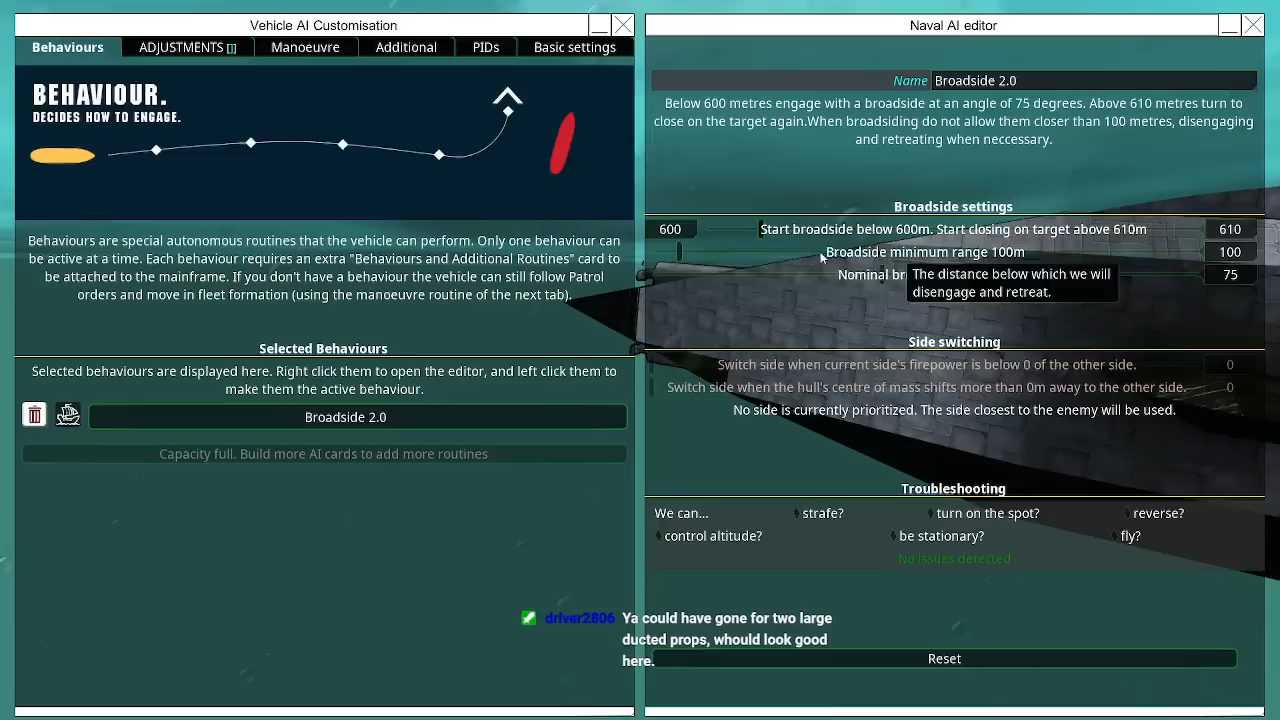 Vehicle AI Customisation
Behaviours
ADJUSTMENTS []
Manoeuvre
Additional
PIDs
Basic settings
BEHAVIOUR.
DECIDES HOW TO ENGAGE.
Behaviours are special autonomous routines that the vehicle can perform. Only one behaviour can
be active at a time. Each behaviour requires an extra "Behaviours and Additional Routines" card to
be attached to the mainframe. If you don't have a behaviour the vehicle can still follow Patrol
orders and move in fleet formation (using the manoeuvre routine of the next tab).
Selected Behaviours
Selected behaviours are displayed here. Right click them to open the editor, and left click them to
make them the active behaviour.
Broadside 2.0
Capacity full. Build more AI cards to add more routines
Naval AI editor
Name Broadside 2.0
Below 600 metres engage with a broadside at an angle of 75 degrees. Above 610 metres turn to
close on the target again.When broadsiding do not allow them closer than 100 metres, disengaging
and retreating when neccessary.
Broadside settings
600 Start broadside below 600m. Start closing on target above 610m 610
Broadside minimum range 100m 100
Nominal br 75
The distance below which we will
disengage and retreat.
Side switching
Switch side when current side's firepower is below 0 of the other side. 0
Switch side when the hull's centre of mass shifts more than 0m away to the other side. 0
No side is currently prioritized. The side closest to the enemy will be used.
Troubleshooting
We can... strafe? turn on the spot? reverse?
control altitude? be stationary? fly?
No issues detected
driver2806 Ya could have gone for two large
ducted props, whould look good
here.
Reset